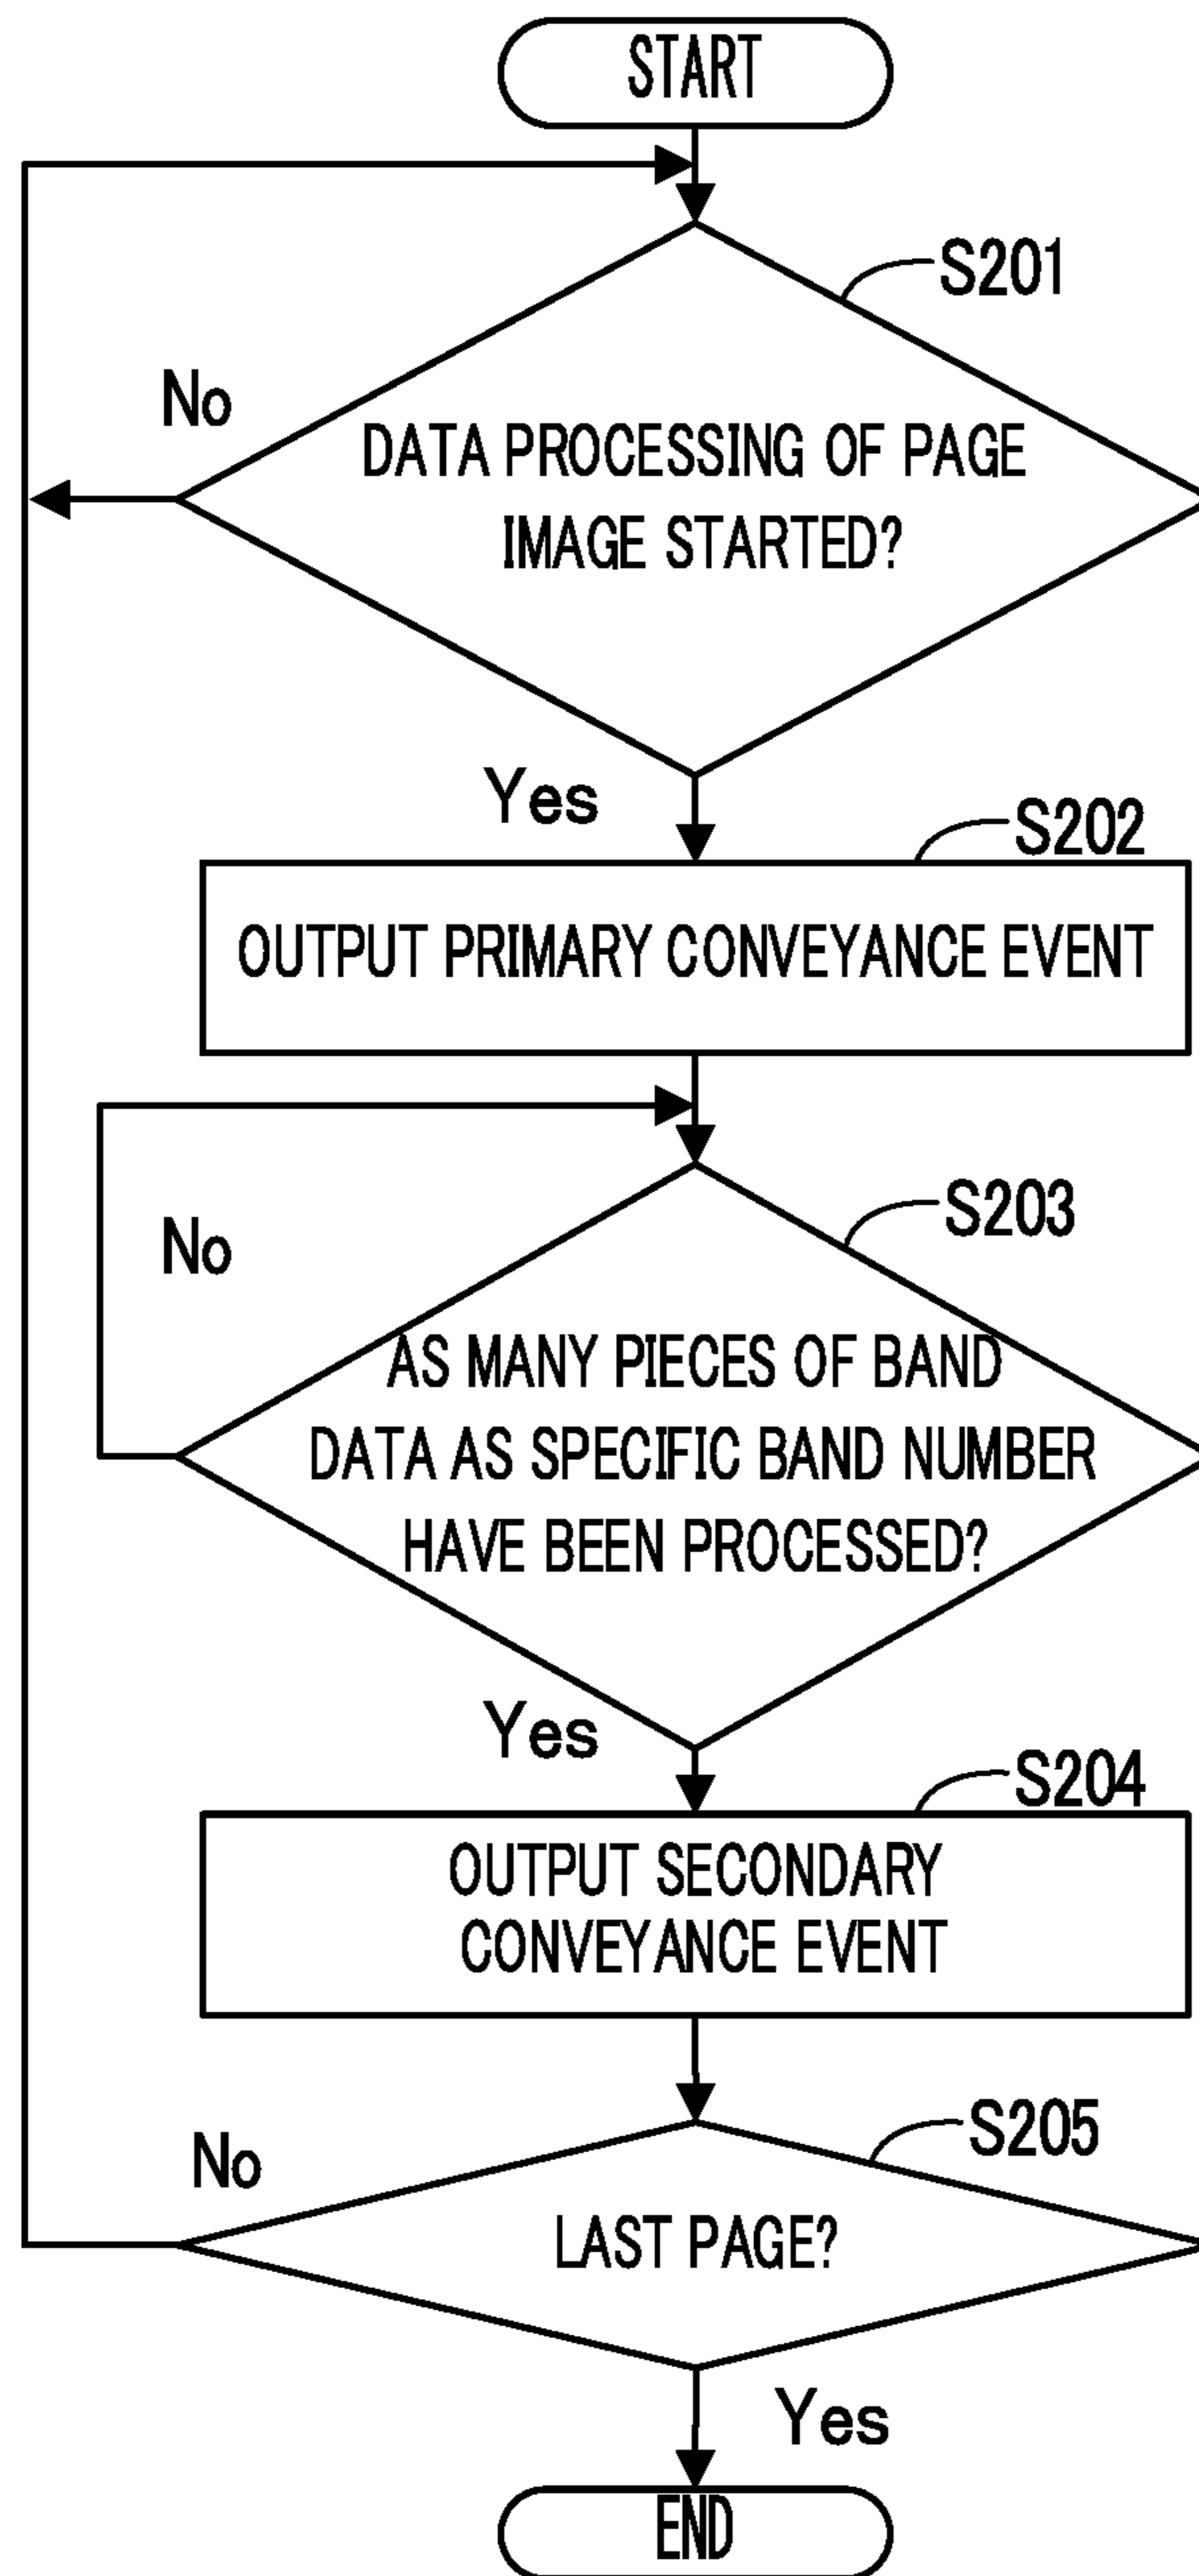 START
S201
No
DATA PROCESSING OF PAGE
IMAGE STARTED?
Yes
S202
OUTPUT PRIMARY CONVEYANCE EVENT
S203
No
AS MANY PIECES OF BAND
DATA AS SPECIFIC BAND NUMBER
HAVE BEEN PROCESSED?
Yes
S204
OUTPUT SECONDARY
CONVEYANCE EVENT
S205
No
LAST PAGE?
Yes
END